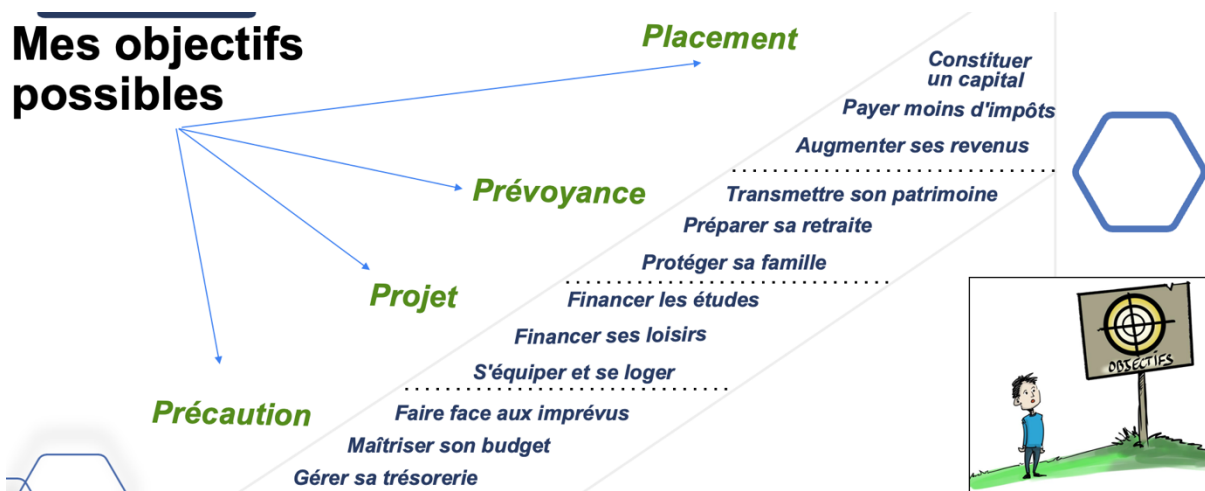 Mes objectifs
possibles
Placement
Constituer
un capital
Payer moins d'impôts
Augmenter ses revenus
Prévoyance
Transmettre son patrimoine
Préparer sa retraite
Protéger sa famille
Projet
Financer les études
Financer ses loisirs
S'équiper et se loger
Précaution
Faire face aux imprévus
Maîtriser son budget
Gérer sa trésorerie
OBJECTIFS